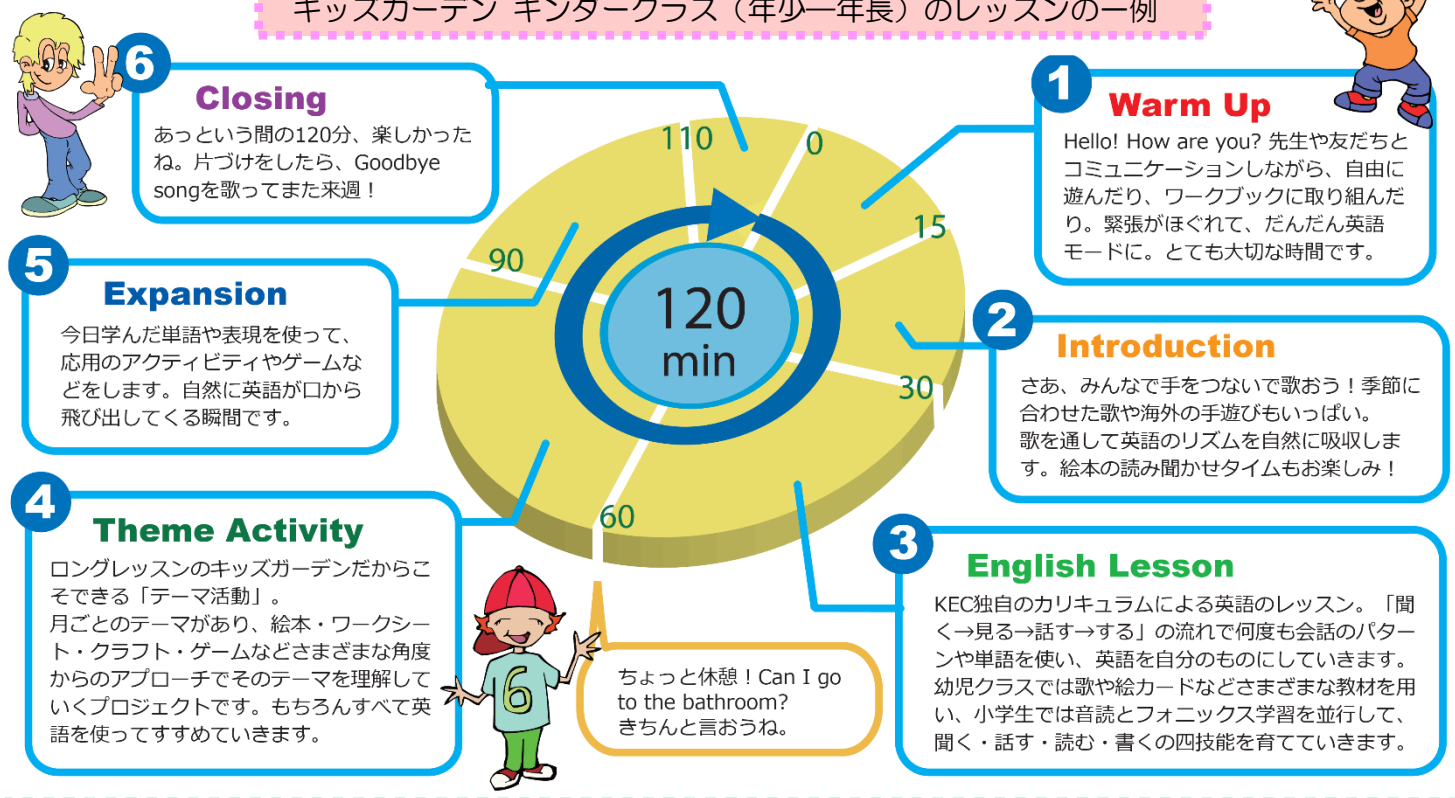 キッズガーデン キンダークラス（年少―年長）のレッスンの一例
1
Warm Up
Hello! How are you? 先生や友だちと
コミュニケーションしながら、自由に
遊んだり、ワークブックに取り組んだ
り。緊張がほぐれて、だんだん英語
モードに。とても大切な時間です。
2
Introduction
さあ、みんなで手をつないで歌おう！季節に
合わせた歌や海外の手遊びもいっぱい。
歌を通して英語のリズムを自然に吸収しま
す。絵本の読み聞かせタイムもお楽しみ！
3
English Lesson
KEC独自のカリキュラムによる英語のレッスン。「聞
く→見る→話す→する」の流れで何度も会話のパター
ンや単語を使い、英語を自分のものにしていきます。
幼児クラスでは歌や絵カードなどさまざまな教材を用
い、小学生では音読とフォニックス学習を並行して、
聞く・話す・読む・書くの四技能を育てていきます。
ちょっと休憩！Can I go
to the bathroom?
きちんと言おうね。
4
Theme Activity
ロングレッスンのキッズガーデンだからこ
そできる「テーマ活動」。
月ごとのテーマがあり、絵本・ワークシー
ト・クラフト・ゲームなどさまざまな角度
からのアプローチでそのテーマを理解して
いくプロジェクトです。もちろんすべて英
語を使ってすすめていきます。
6
5
Expansion
今日学んだ単語や表現を使って、
応用のアクティビティやゲームな
どをします。自然に英語が口から
飛び出してくる瞬間です。
6
Closing
あっという間の120分、楽しかった
ね。片づけをしたら、Goodbye
songを歌ってまた来週！
0
15
30
60
90
110
120
min